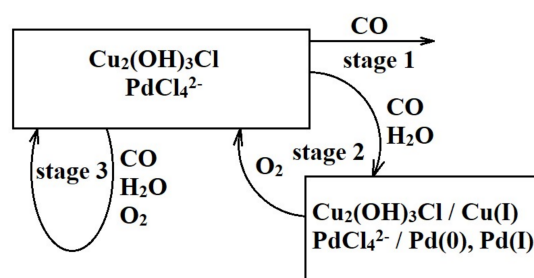 CO
stage 1
Cu₂(OH)₃Cl
PdCl₄²⁻
CO
H₂O
stage 2
O₂
stage 3
CO
H₂O
O₂
Cu₂(OH)₃Cl / Cu(I)
PdCl₄²⁻ / Pd(0), Pd(I)